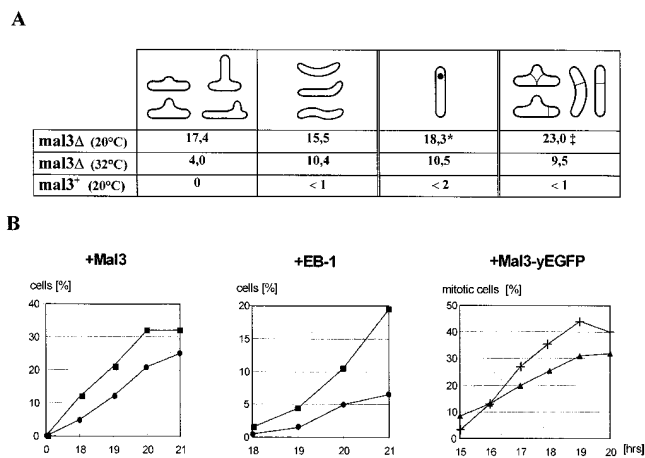 A
mal3Δ (20°C) 17,4 15,5 18,3* 23,0 ‡
mal3Δ (32°C) 4,0 10,4 10,5 9,5
mal3+ (20°C) 0 < 1 < 2 < 1
B
+Mal3 +EB-1 +Mal3-yEGFP
cells [%] cells [%] mitotic cells [%]
40 20 50
30 15 40
20 10 30
10 5 20
0 0 10
0
0 18 19 20 21 18 19 20 21 15 16 17 18 19 20 [hrs]